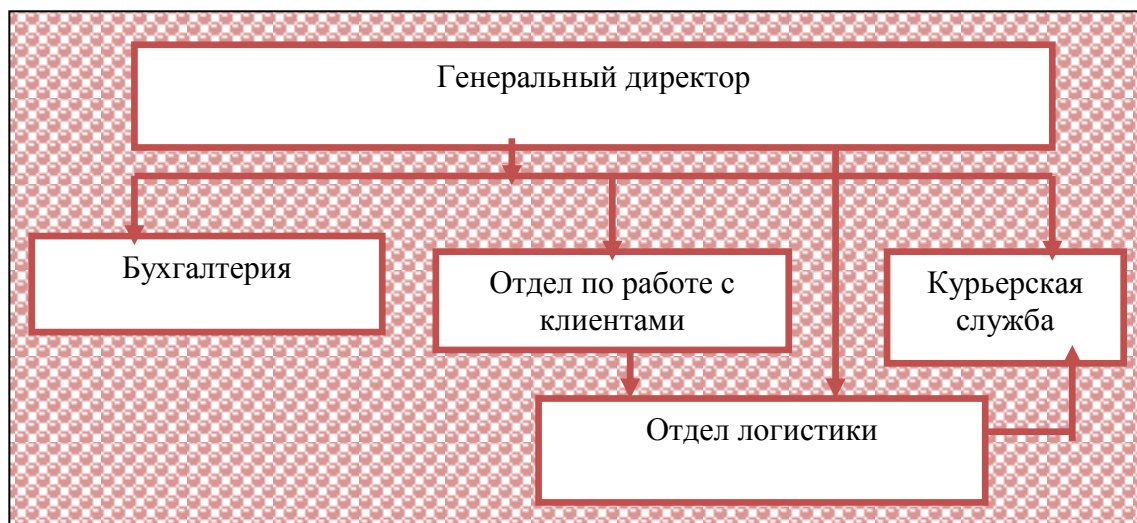 Генеральный директор
Бухгалтерия
Отдел по работе с
клиентами
Курьерская
служба
Отдел логистики